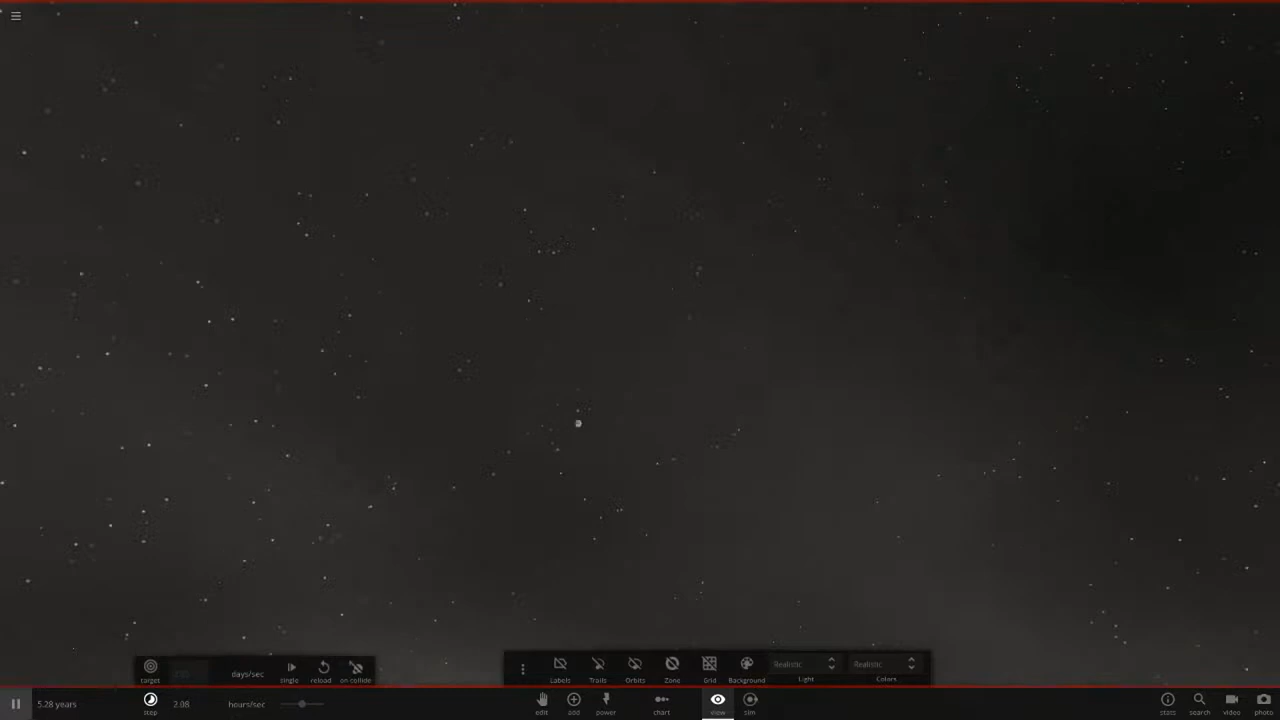 Realistic
Realistic
target
days/sec
single
reload
on collide
Labels
Trails
Orbits
Zone
Grid
Background
Light
Colors
5.28 years
step
2.08
hours/sec
edit
add
power
chart
view
sim
stats
search
video
photo